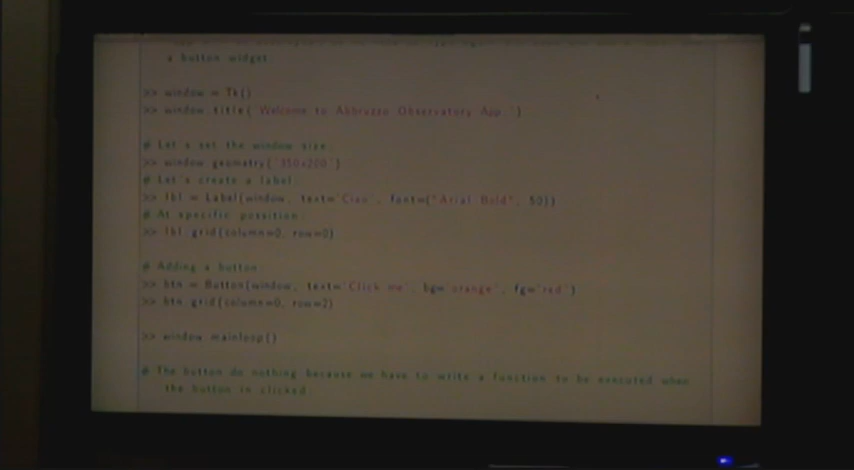 a button widget.
>> window = Tk()
>> window.title('Welcome to Abbruzzo Observatory App ')
# Let's set the window size:
>> window.geometry('350x200')
# Let's create a label:
>> lbl = Label(window, text='Ciao', font=("Arial Bold", 50))
# At specific possition:
>> lbl.grid(column=0, row=0)
# Adding a button:
>> btn = Button(window, text='Click me', bg='orange', fg='red')
>> btn.grid(column=0, row=2)
>> window.mainloop()
# The button do nothing because we have to write a function to be executed when
the button is clicked.